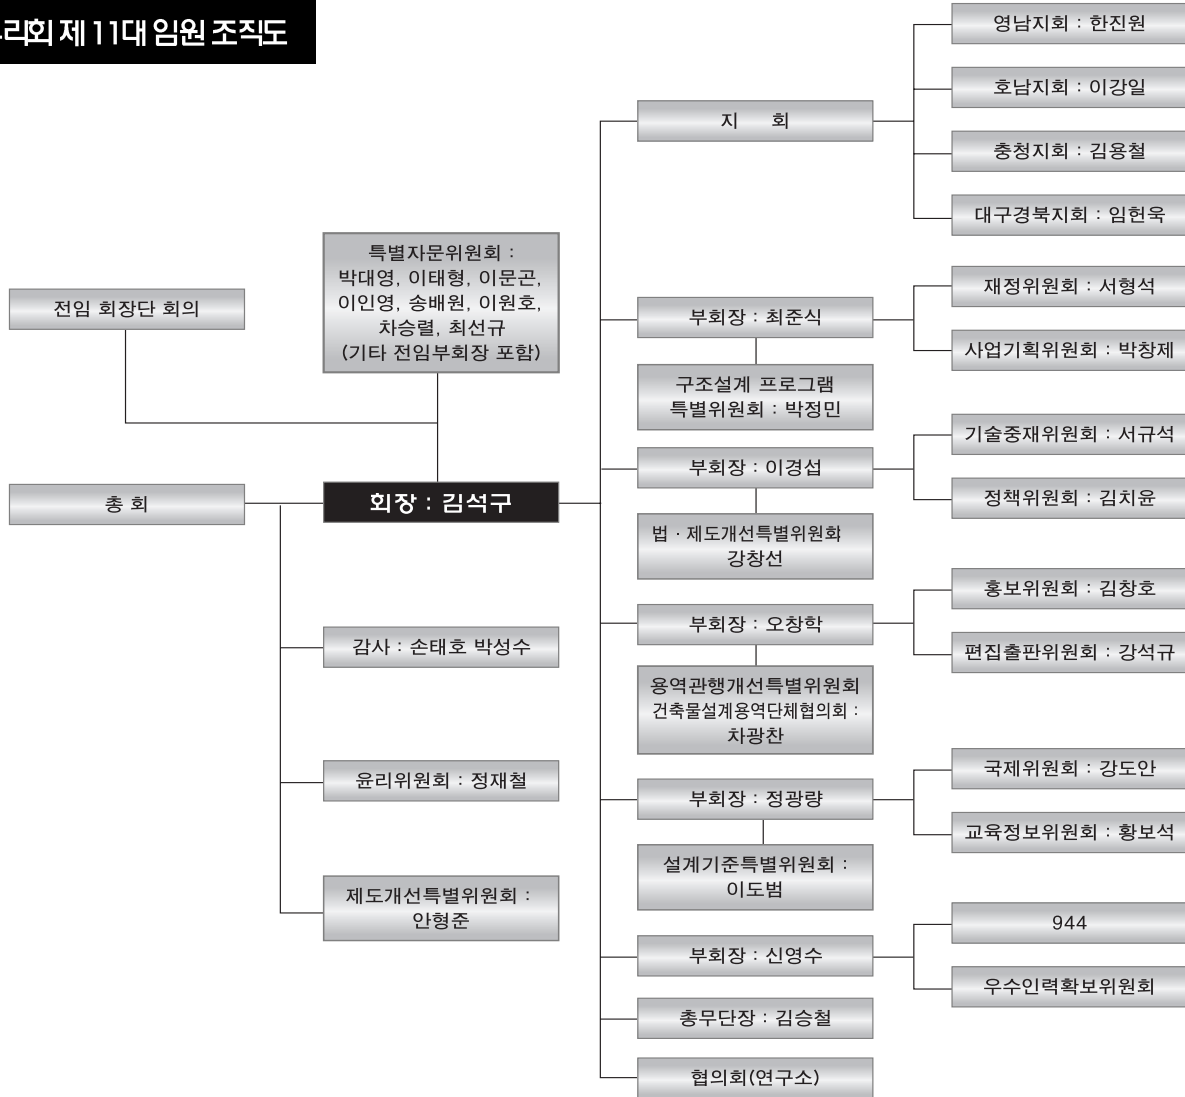 리회 제 11대 임원 조직도
영남지회 : 한진원
호남지회 : 이강일
지 회
충청지회 : 김용철
대구경북지회 : 임헌욱
특별자문위원회 :
박대영, 이태형, 이문곤,
이인영, 송배원, 이원호,
차승렬, 최선규
(기타 전임부회장 포함)
전임 회장단 회의
재정위원회 : 서형석
부회장 : 최준식
사업기획위원회 : 박창제
구조설계 프로그램
특별위원회 : 박정민
기술중재위원회 : 서규석
부회장 : 이경섭
정책위원회 : 김치윤
총 회
회장 : 김석구
법 · 제도개선특별위원회
강창선
홍보위원회 : 김창호
부회장 : 오창학
편집출판위원회 : 강석규
감사 : 손태호 박성수
용역관행개선특별위원회
건축물설계용역단체협의회 :
차광찬
국제위원회 : 강도안
윤리위원회 : 정재철
부회장 : 정광량
교육정보위원회 : 황보석
설계기준특별위원회 :
이도범
제도개선특별위원회 :
안형준
944
부회장 : 신영수
우수인력확보위원회
총무단장 : 김승철
협의회(연구소)